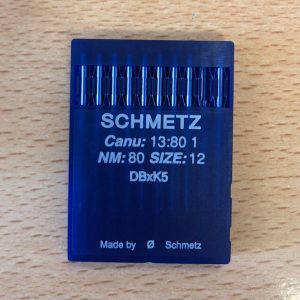 SCHMETZ
Canu: 13:80 1
NM: 80 SIZE: 12
DBxK5
Made by Ø Schmetz